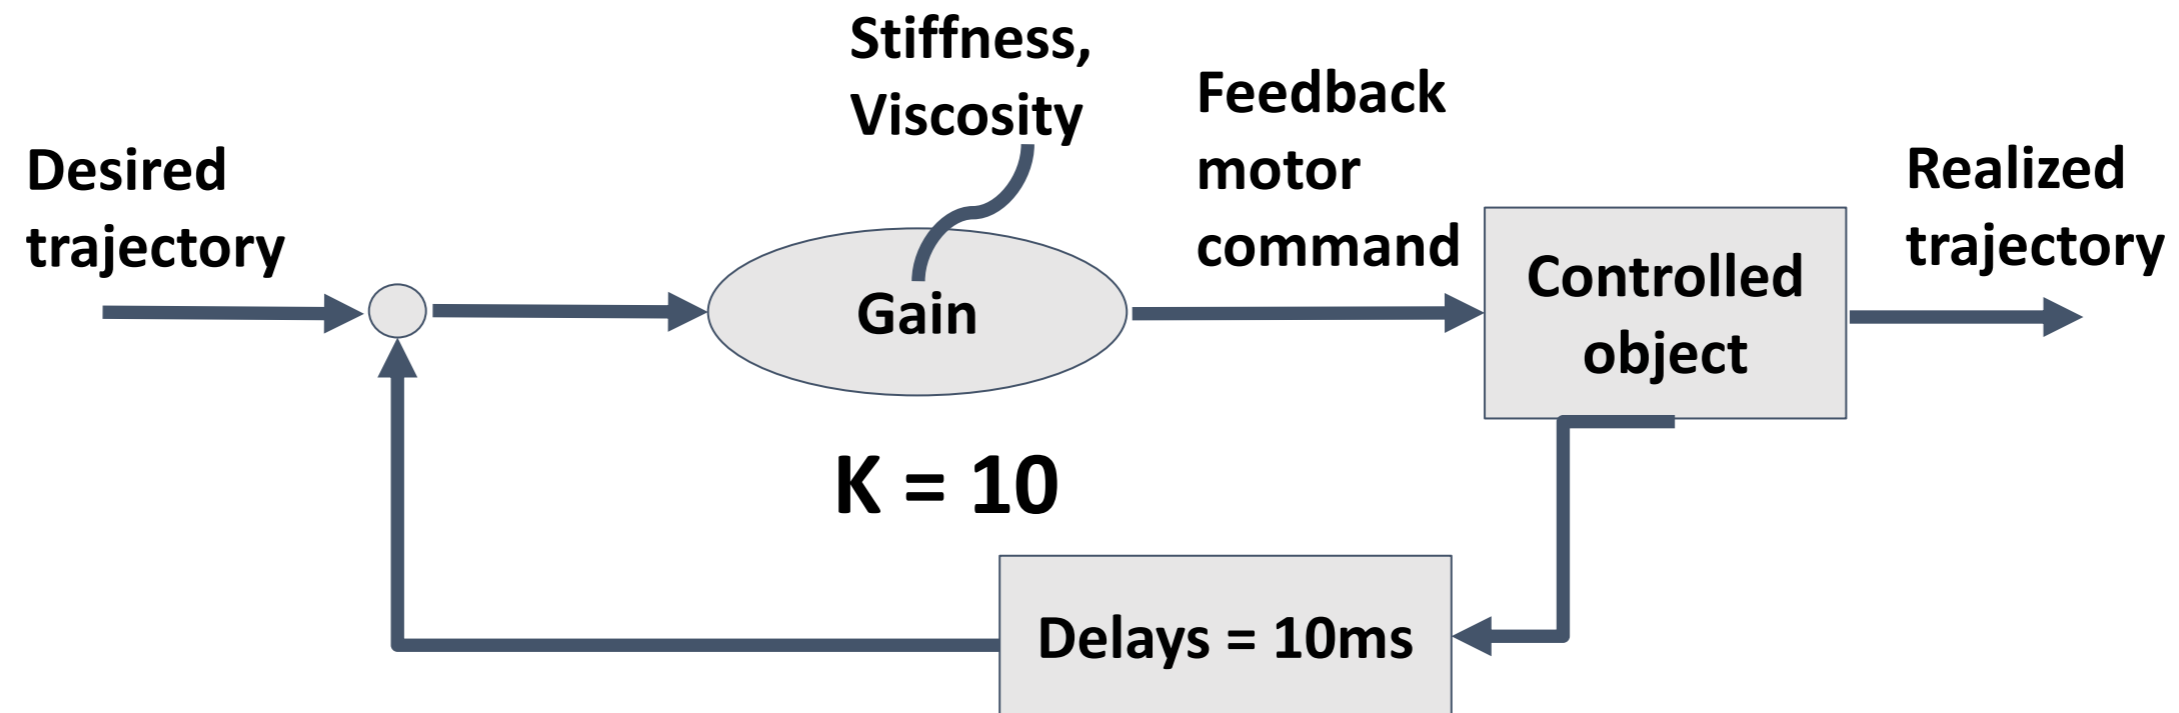 Stiffness,
Viscosity
Feedback
motor
command
Desired
trajectory
Realized
trajectory
Gain
Controlled
object
K = 10
Delays = 10ms